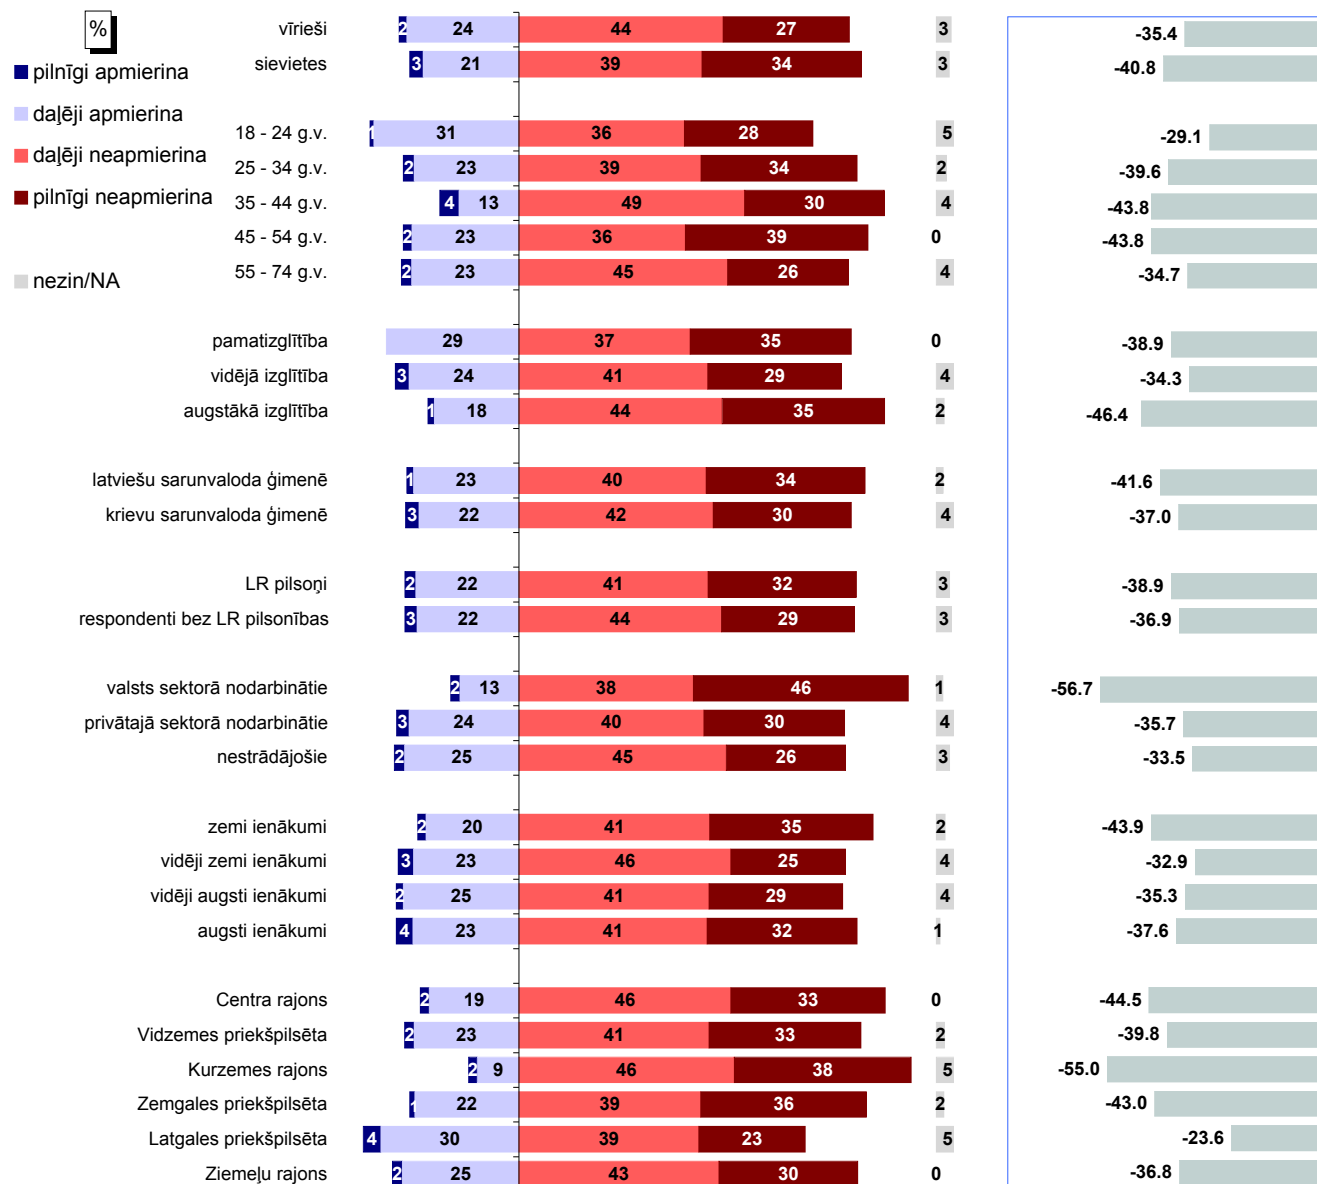 %
pilnīgi apmierina
daļēji apmierina
daļēji neapmierina
pilnīgi neapmierina
nezin/NA
vīrieši 2 24 44 27 3 -35.4
sievietes 3 21 39 34 3 -40.8
18 - 24 g.v. 1 31 36 28 5 -29.1
25 - 34 g.v. 2 23 39 34 2 -39.6
35 - 44 g.v. 4 13 49 30 4 -43.8
45 - 54 g.v. 2 23 36 39 0 -43.8
55 - 74 g.v. 2 23 45 26 4 -34.7
pamatizglītība 29 37 35 0 -38.9
vidējā izglītība 3 24 41 29 4 -34.3
augstākā izglītība 1 18 44 35 2 -46.4
latviešu sarunvaloda ģimenē 1 23 40 34 2 -41.6
krievu sarunvaloda ģimenē 3 22 42 30 4 -37.0
LR pilsoņi 2 22 41 32 3 -38.9
respondenti bez LR pilsonības 3 22 44 29 3 -36.9
valsts sektorā nodarbinātie 2 13 38 46 1 -56.7
privātajā sektorā nodarbinātie 3 24 40 30 4 -35.7
nestrādājošie 2 25 45 26 3 -33.5
zemi ienākumi 2 20 41 35 2 -43.9
vidēji zemi ienākumi 3 23 46 25 4 -32.9
vidēji augsti ienākumi 2 25 41 29 4 -35.3
augsti ienākumi 4 23 41 32 1 -37.6
Centra rajons 2 19 46 33 0 -44.5
Vidzemes priekšpilsēta 2 23 41 33 2 -39.8
Kurzemes rajons 2 9 46 38 5 -55.0
Zemgales priekšpilsēta 1 22 39 36 2 -43.0
Latgales priekšpilsēta 4 30 39 23 5 -23.6
Ziemeļu rajons 2 25 43 30 0 -36.8